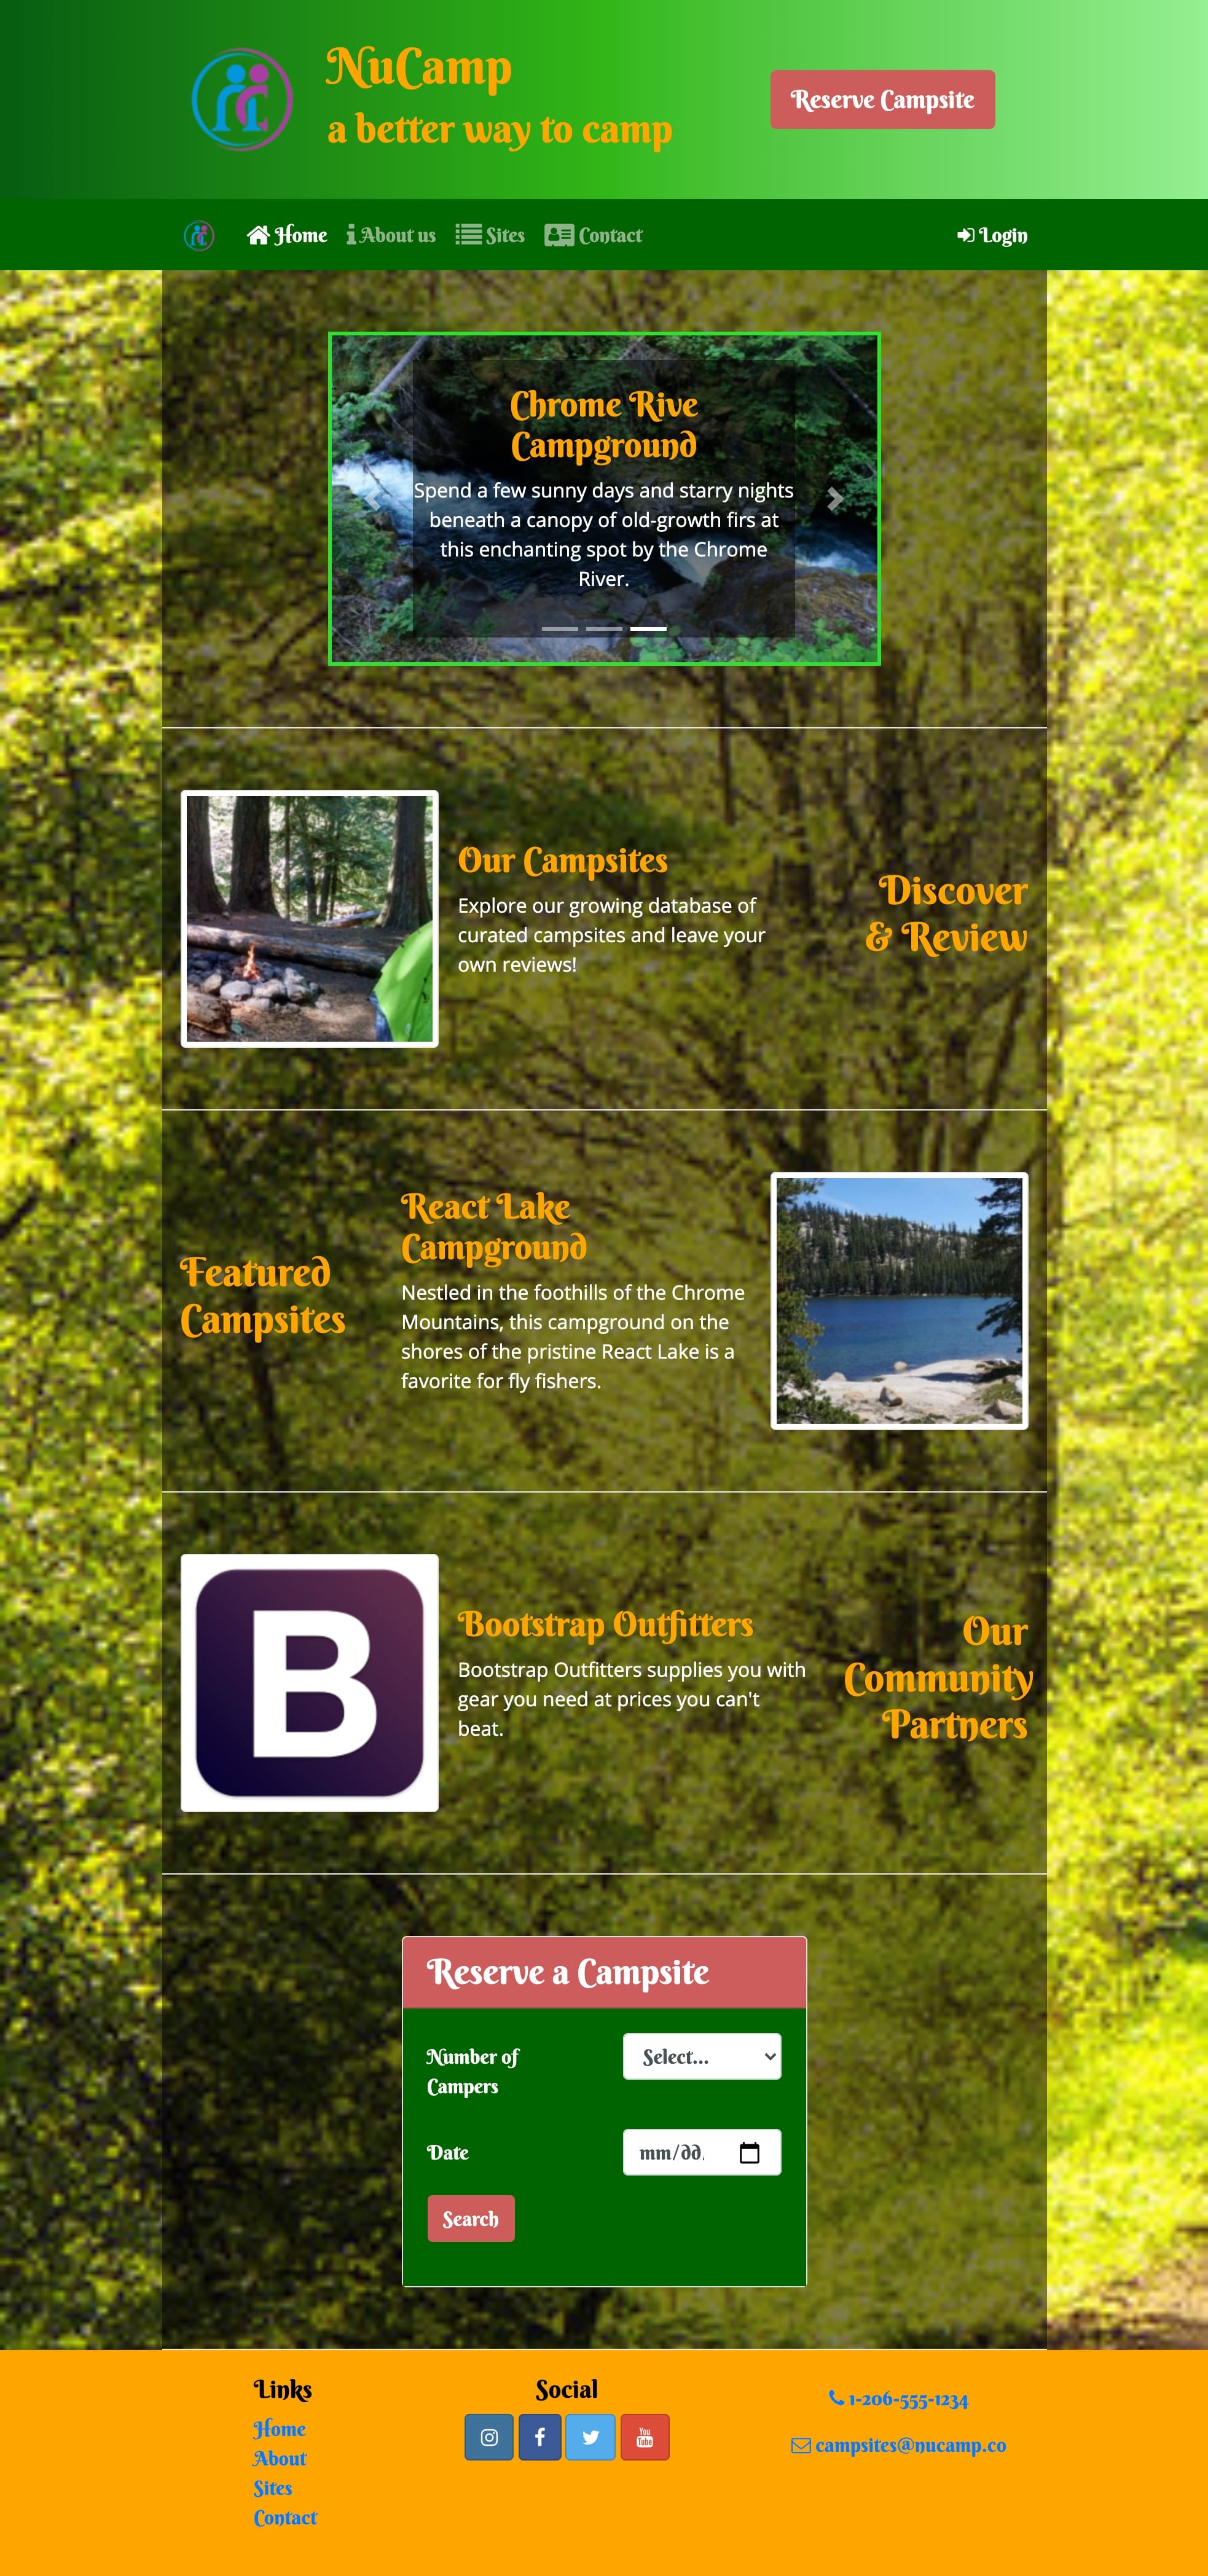 NuCamp
a better way to camp
Reserve Campsite
Home
About us
Sites
Contact
Login
Chrome Rive
Campground
Spend a few sunny days and starry nights
beneath a canopy of old-growth firs at
this enchanting spot by the Chrome
River.
Our Campsites
Explore our growing database of
curated campsites and leave your
own reviews!
Discover
& Review
Featured
Campsites
React Lake
Campground
Nestled in the foothills of the Chrome
Mountains, this campground on the
shores of the pristine React Lake is a
favorite for fly fishers.
B
Bootstrap Outfitters
Bootstrap Outfitters supplies you with
gear you need at prices you can't
beat.
Our
Community
Partners
Reserve a Campsite
Number of
Campers
Select...
Date
mm/dd
Search
Links
Home
About
Sites
Contact
Social
You
Tube
1-206-555-1234
campsites@nucamp.co